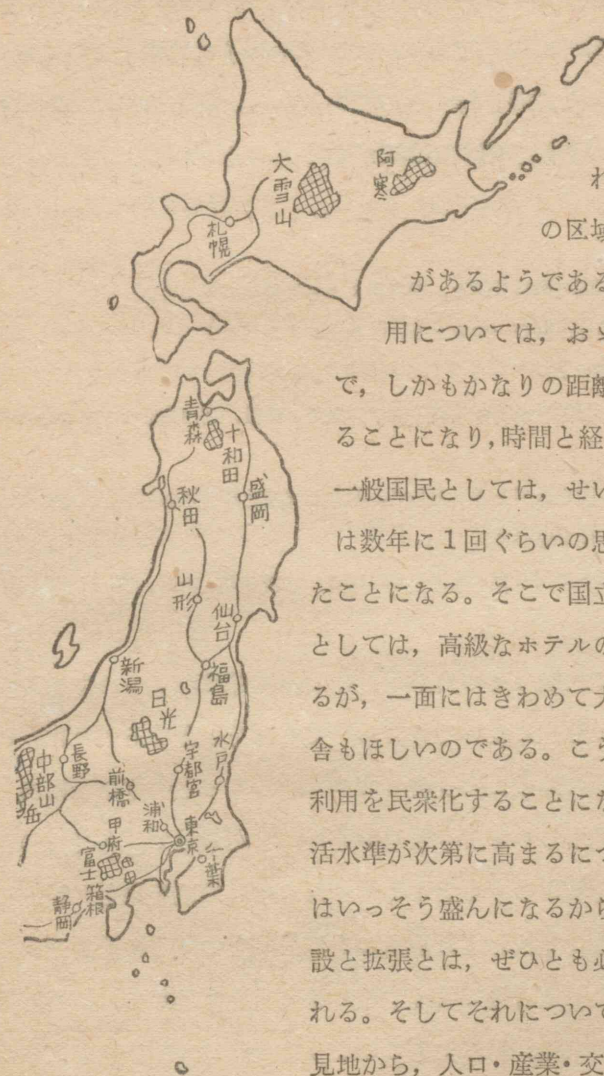 大雪山
阿寒
札幌
青森
十和田
秋田
盛岡
山形
仙台
新潟
福島
日光
宇都宮
水戸
長野
中部山岳
前橋
浦和
甲府
東京
千葉
富士
箱根
静岡
わ
の区域
があるようである
用については，おゝ
で，しかもかなりの距離
ることになり，時間と経
一般国民としては，せい
は数年に1回ぐらいの思
たことになる。そこで国立
としては，高級なホテルの
るが，一面にはきわめて大
舎もほしいのである。こう
利用を民衆化することにな
活水準が次第に高まるにつ
はいっそう盛んになるから
設と拡張とは，ぜひとも必
れる。そしてそれについて
見地から，人口・産業・交